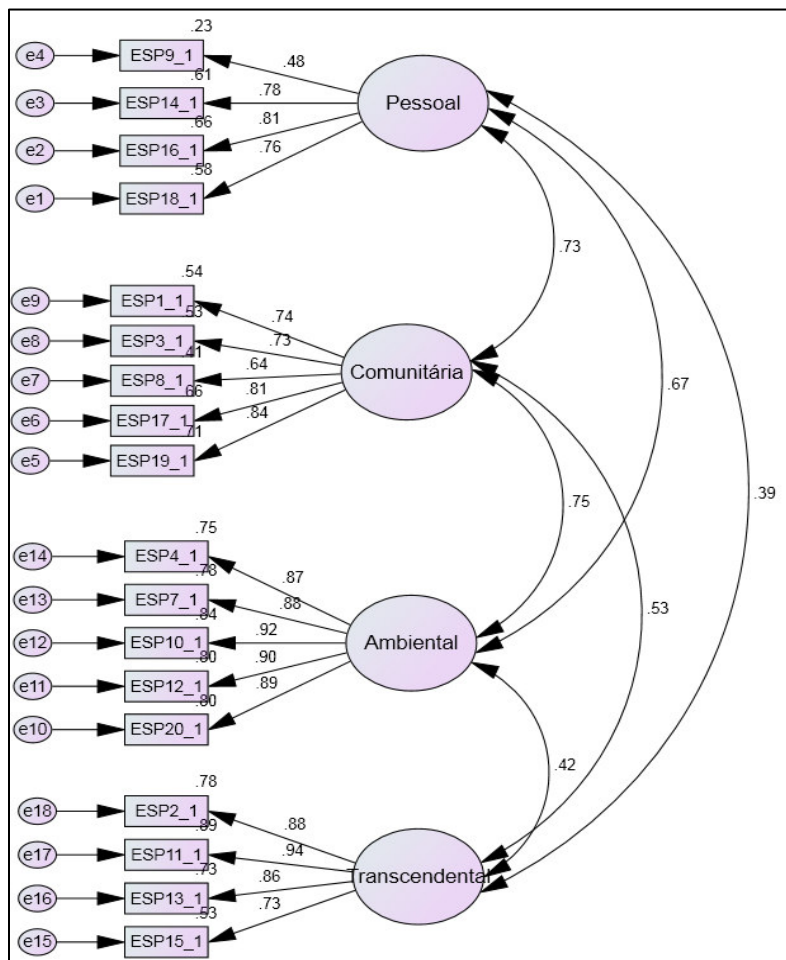 .23
e4
ESP9_1
.48
.61
e3
ESP14_1
.78
Pessoal
.66
e2
ESP16_1
.81
.58
e1
ESP18_1
.76
.73
.54
e9
ESP1_1
.74
.53
e8
ESP3_1
.73
.41
e7
ESP8_1
.64
Comunitária
.66
e6
ESP17_1
.81
.71
e5
ESP19_1
.84
.67
.39
.75
.75
e14
ESP4_1
.87
.78
e13
ESP7_1
.88
.84
e12
ESP10_1
.92
Ambiental
.80
e11
ESP12_1
.90
.80
e10
ESP20_1
.89
.53
.42
.78
e18
ESP2_1
.88
.89
e17
ESP11_1
.94
.73
e16
ESP13_1
.86
Transcendental
.53
e15
ESP15_1
.73